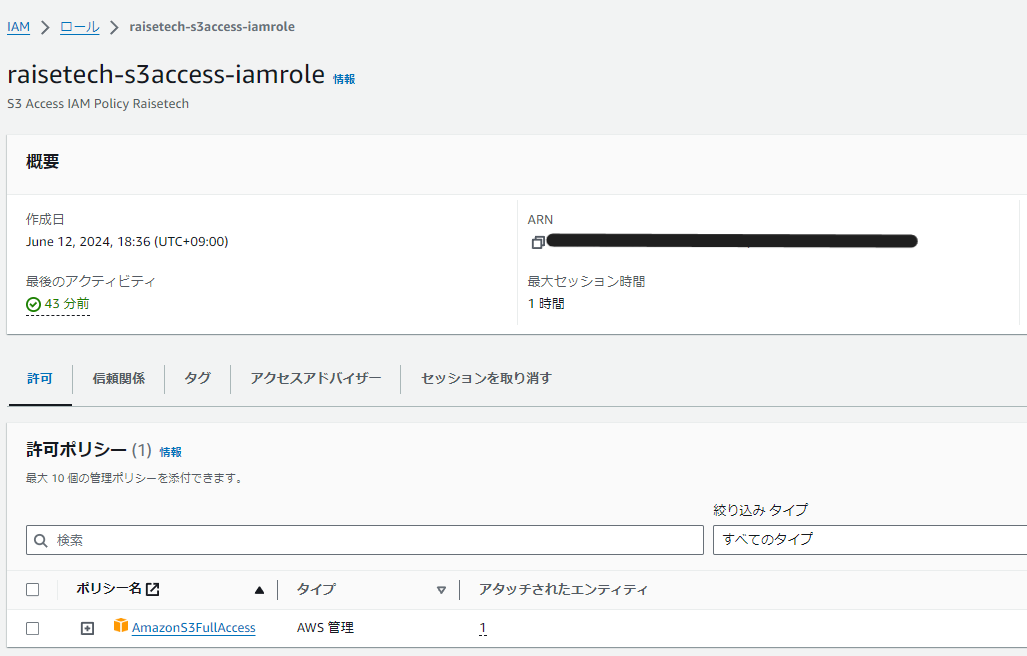 IAM > ロール > raisetech-s3access-iamrole
raisetech-s3access-iamrole 情報
S3 Access IAM Policy Raisetech
概要
作成日
June 12, 2024, 18:36 (UTC+09:00)
ARN
最後のアクティビティ
43 分前
最大セッション時間
1 時間
許可 信頼関係 タグ アクセスアドバイザー セッションを取り消す
許可ポリシー (1) 情報
最大 10 個の管理ポリシーを添付できます。
絞り込み タイプ
検索 すべてのタイプ
ポリシー名 タイプ アタッチされたエンティティ
AmazonS3FullAccess AWS 管理 1